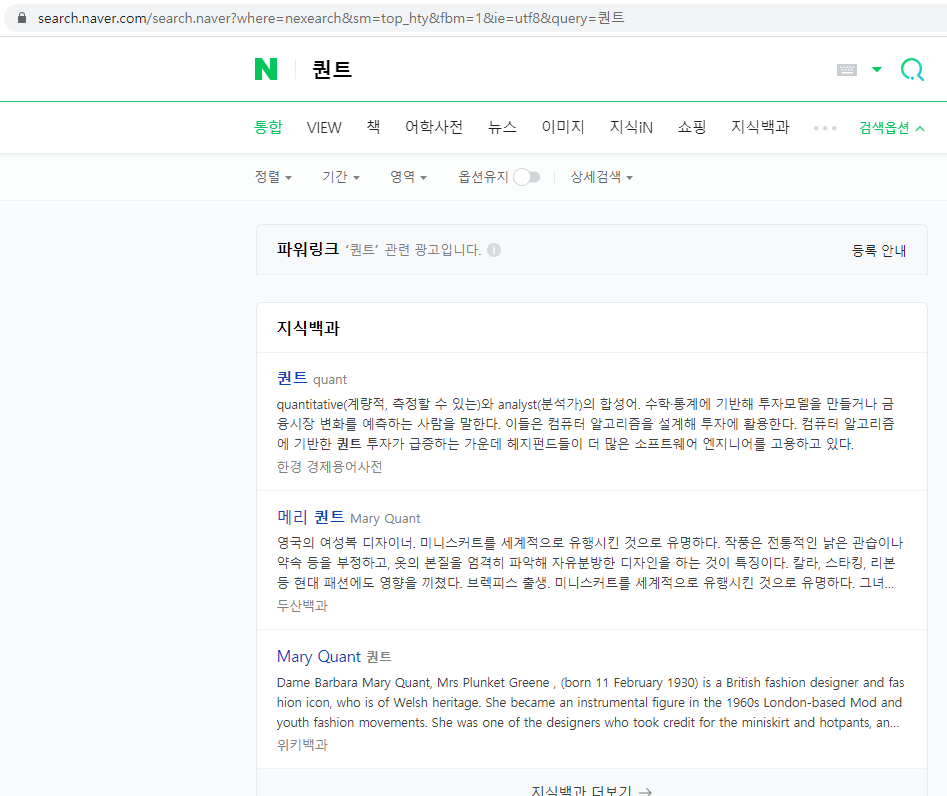 search.naver.com/search.naver?where=nexearch&sm=top_hty&fbm=1&ie=utf8&query=퀀트
N 퀀트
통합 VIEW 책 어학사전 뉴스 이미지 지식iN 쇼핑 지식백과 검색옵션
정렬 기간 영역 옵션유지 상세검색
파워링크 '퀀트' 관련 광고입니다. 등록 안내
지식백과
퀀트 quant
quantitative(계량적, 측정할 수 있는)와 analyst(분석가)의 합성어. 수학·통계에 기반해 투자모델을 만들거나 금
융시장 변화를 예측하는 사람을 말한다. 이들은 컴퓨터 알고리즘을 설계해 투자에 활용한다. 컴퓨터 알고리즘
에 기반한 퀀트 투자가 급증하는 가운데 헤지펀드들이 더 많은 소프트웨어 엔지니어를 고용하고 있다.
한경 경제용어사전
메리 퀀트 Mary Quant
영국의 여성복 디자이너. 미니스커트를 세계적으로 유행시킨 것으로 유명하다. 작풍은 전통적인 낡은 관습이나
약속 등을 부정하고, 옷의 본질을 엄격히 파악해 자유분방한 디자인을 하는 것이 특징이다. 칼라, 스타킹, 리본
등 현대 패션에도 영향을 끼쳤다. 브렉피스 출생. 미니스커트를 세계적으로 유행시킨 것으로 유명하다. 그녀...
두산백과
Mary Quant 퀀트
Dame Barbara Mary Quant, Mrs Plunket Greene , (born 11 February 1930) is a British fashion designer and fas
hion icon, who is of Welsh heritage. She became an instrumental figure in the 1960s London-based Mod and
youth fashion movements. She was one of the designers who took credit for the miniskirt and hotpants, an...
위키백과
지식백과 더보기 →